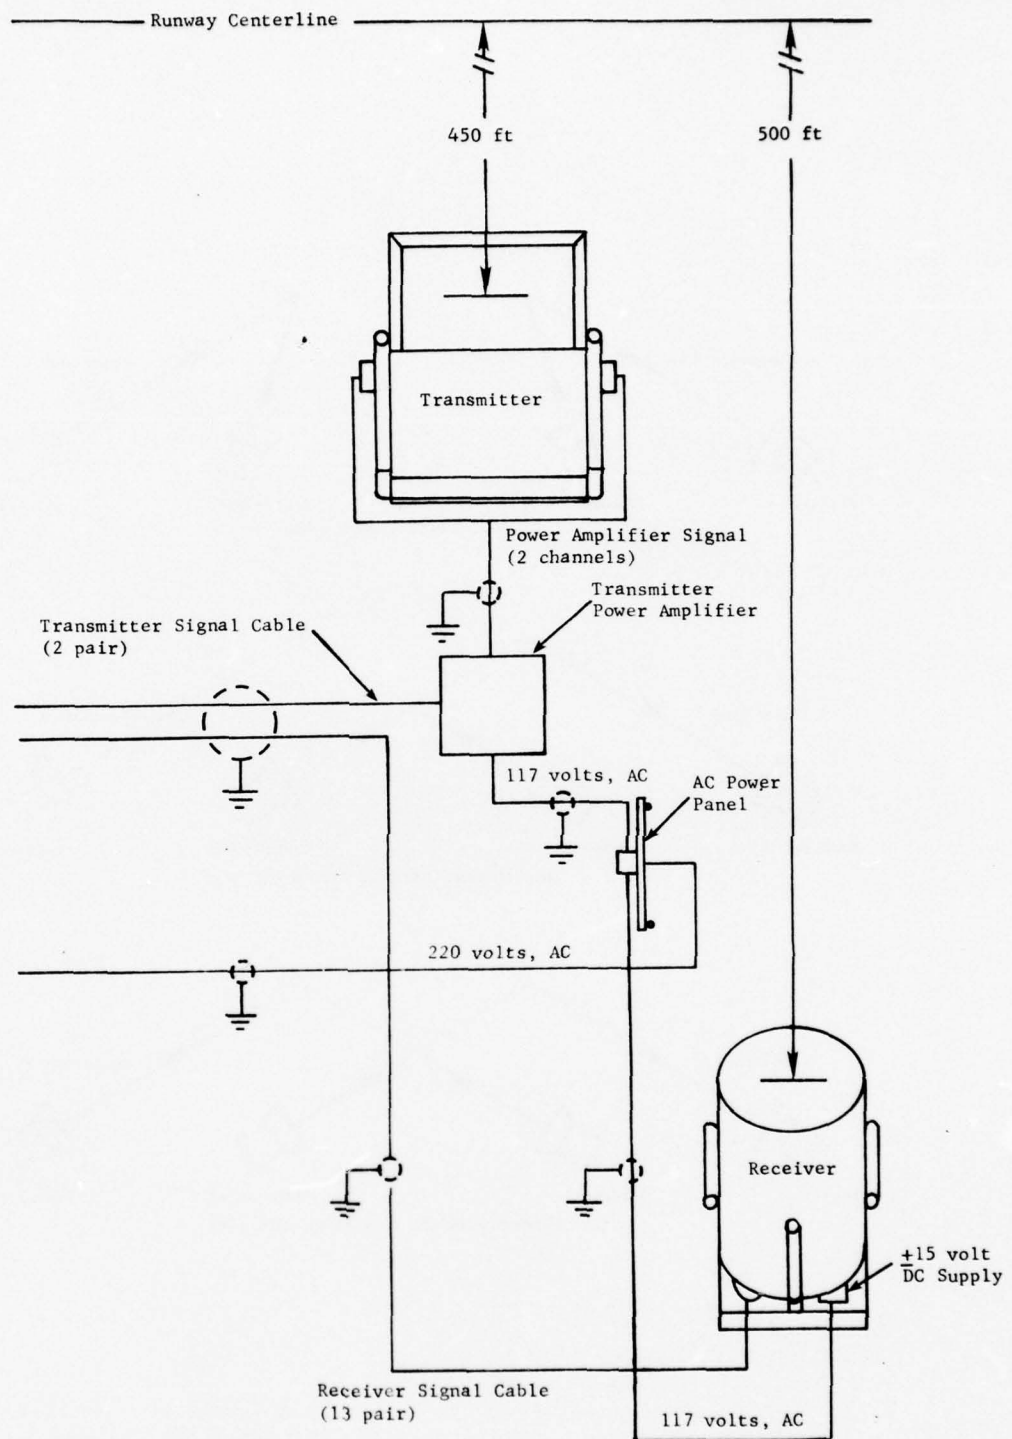 Runway Centerline
450 ft
500 ft
Transmitter
Power Amplifier Signal
(2 channels)
Transmitter
Power Amplifier
Transmitter Signal Cable
(2 pair)
117 volts, AC
AC Power
Panel
220 volts, AC
Receiver
±15 volt
DC Supply
Receiver Signal Cable
(13 pair)
117 volts, AC